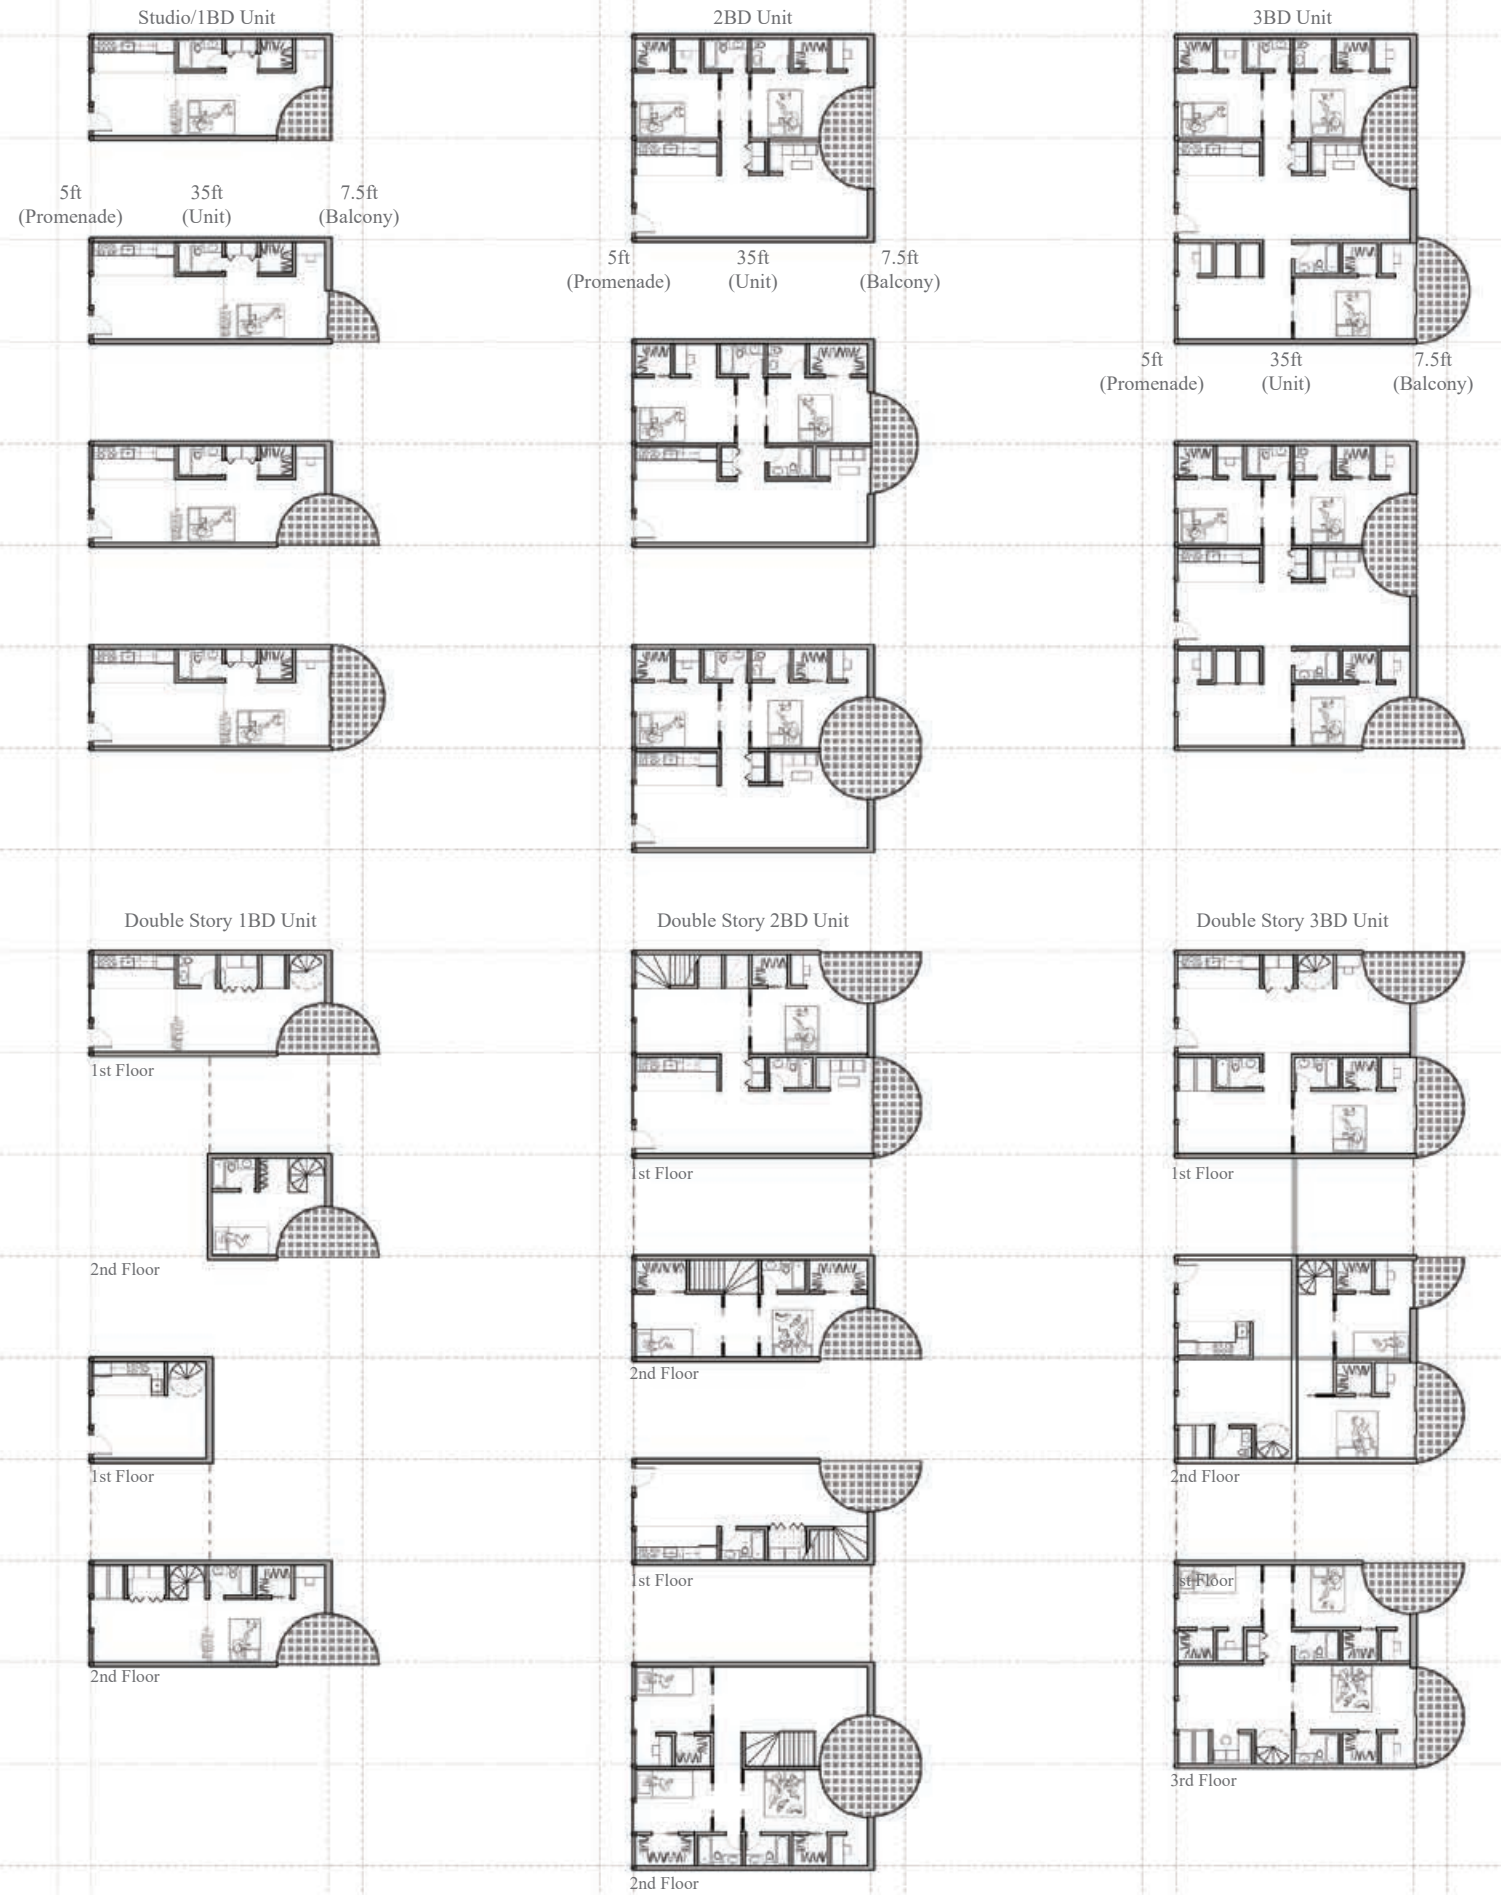 Studio/1BD Unit
2BD Unit
3BD Unit
5ft
(Promenade)
35ft
(Unit)
7.5ft
(Balcony)
5ft
(Promenade)
35ft
(Unit)
7.5ft
(Balcony)
5ft
(Promenade)
35ft
(Unit)
7.5ft
(Balcony)
Double Story 1BD Unit
Double Story 2BD Unit
Double Story 3BD Unit
1st Floor
1st Floor
1st Floor
2nd Floor
2nd Floor
2nd Floor
1st Floor
1st Floor
1st Floor
2nd Floor
3rd Floor
2nd Floor